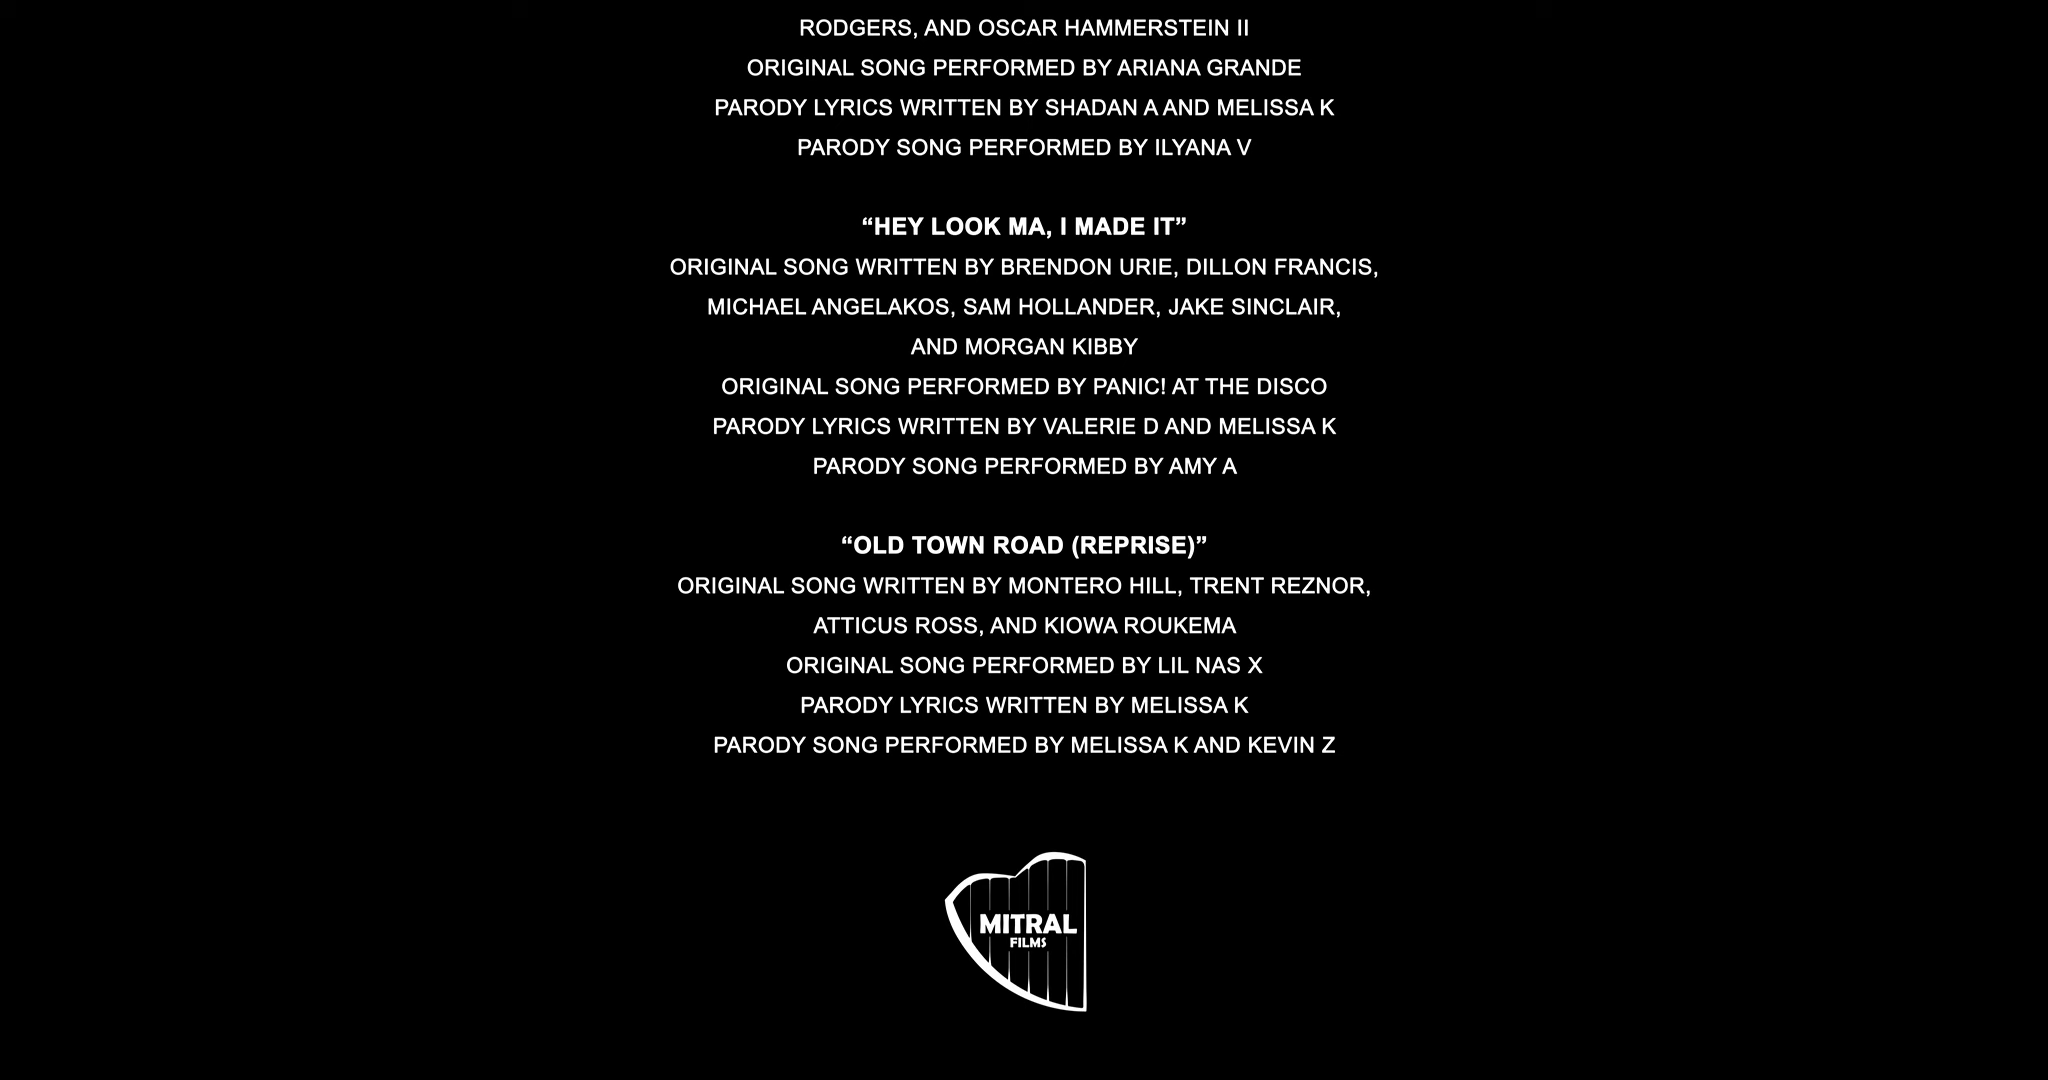 RODGERS, AND OSCAR HAMMERSTEIN II
ORIGINAL SONG PERFORMED BY ARIANA GRANDE
PARODY LYRICS WRITTEN BY SHADAN A AND MELISSA K
PARODY SONG PERFORMED BY ILYANA V
“HEY LOOK MA, I MADE IT”
ORIGINAL SONG WRITTEN BY BRENDON URIE, DILLON FRANCIS,
MICHAEL ANGELAKOS, SAM HOLLANDER, JAKE SINCLAIR,
AND MORGAN KIBBY
ORIGINAL SONG PERFORMED BY PANIC! AT THE DISCO
PARODY LYRICS WRITTEN BY VALERIE D AND MELISSA K
PARODY SONG PERFORMED BY AMY A
“OLD TOWN ROAD (REPRISE)”
ORIGINAL SONG WRITTEN BY MONTERO HILL, TRENT REZNOR,
ATTICUS ROSS, AND KIOWA ROUKEMA
ORIGINAL SONG PERFORMED BY LIL NAS X
PARODY LYRICS WRITTEN BY MELISSA K
PARODY SONG PERFORMED BY MELISSA K AND KEVIN Z
MITRAL
FILMS